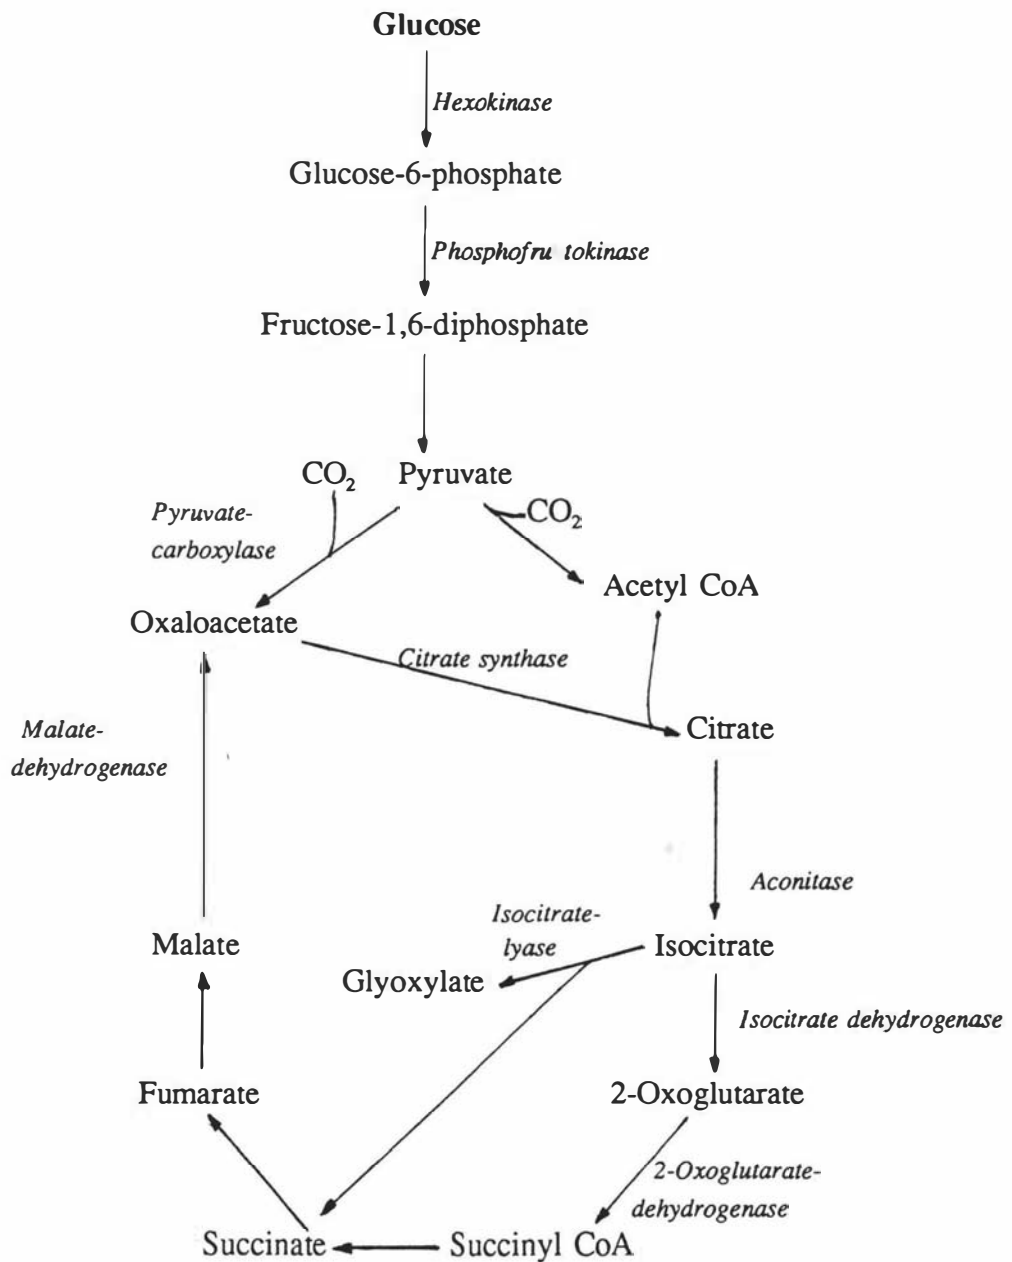 Glucose
Hexokinase
Glucose-6-phosphate
Phosphofru tokinase
Fructose-1,6-diphosphate
CO₂ Pyruvate
CO₂
Pyruvate-
carboxylase
Acetyl CoA
Oxaloacetate
Citrate synthase
Malate-
dehydrogenase
Citrate
Aconitase
Isocitrate-
lyase
Malate
Isocitrate
Glyoxylate
Isocitrate dehydrogenase
Fumarate
2-Oxoglutarate
2-Oxoglutarate-
dehydrogenase
Succinate
Succinyl CoA